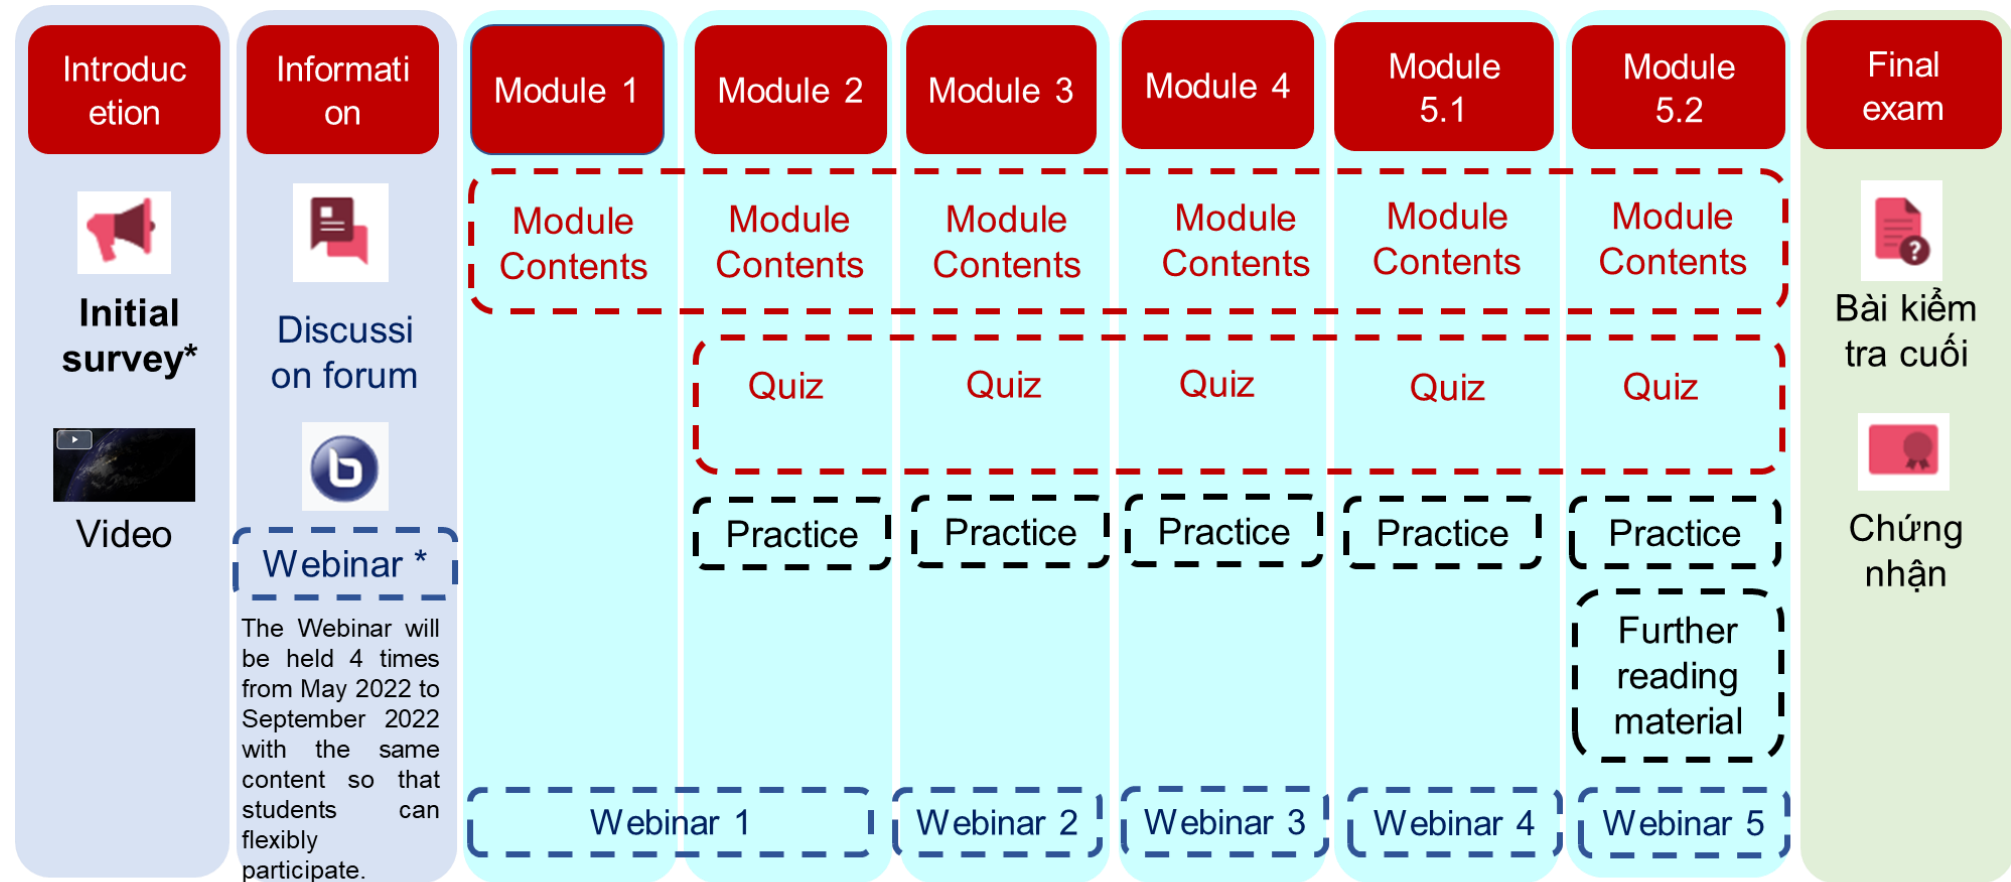 Introduc
etion
Initial
survey*
Video
Informati
on
Discussi
on forum
b
Webinar *
The Webinar will
be held 4 times
from May 2022 to
September 2022
with the same
content so that
students can
flexibly
participate.
Module 1
Module 2
Module 3
Module 4
Module
5.1
Module
5.2
Module
Contents
Module
Contents
Module
Contents
Module
Contents
Module
Contents
Module
Contents
Quiz
Quiz
Quiz
Quiz
Quiz
Practice
Practice
Practice
Practice
Practice
Further
reading
material
Webinar 1
Webinar 2
Webinar 3
Webinar 4
Webinar 5
Final
exam
?
Bài kiểm
tra cuối
Chứng
nhận